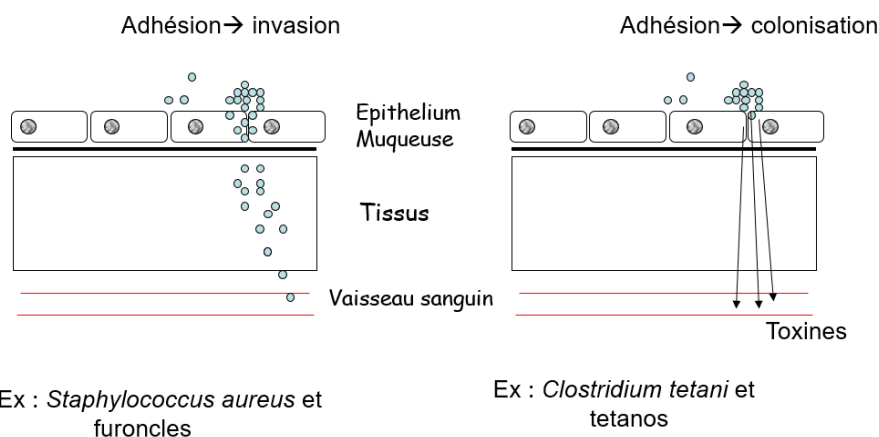 Adhésion→ invasion
Adhésion→ colonisation
Epithelium
Muqueuse
Tissus
Vaisseau sanguin
Toxines
Ex : Staphylococcus aureus et
furoncles
Ex : Clostridium tetani et
tetanos